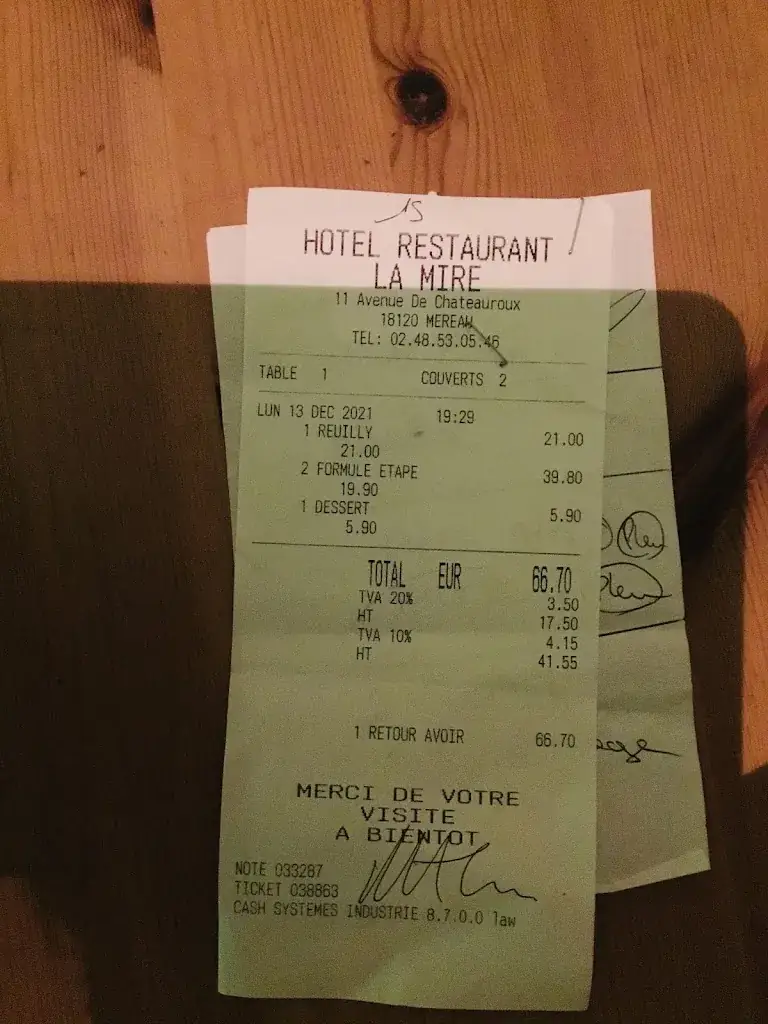 15
HOTEL RESTAURANT
LA MIRE
11 Avenue De Chateauroux
18120 MEREAU
TEL: 02.48.53.05.46
TABLE 1 COUVERTS 2
LUN 13 DEC 2021 19:29
1 REUILLY 21.00
21.00
2 FORMULE ETAPE 39.80
19.90
1 DESSERT 5.90
5.90
TOTAL EUR 66.70
TVA 20% 3.50
HT 17.50
TVA 10% 4.15
HT 41.55
1 RETOUR AVOIR 66.70
MERCI DE VOTRE
VISITE
A BIENTOT
NOTE 033287
TICKET 038863
CASH SYSTEMES INDUSTRIE 8.7.0.0 law